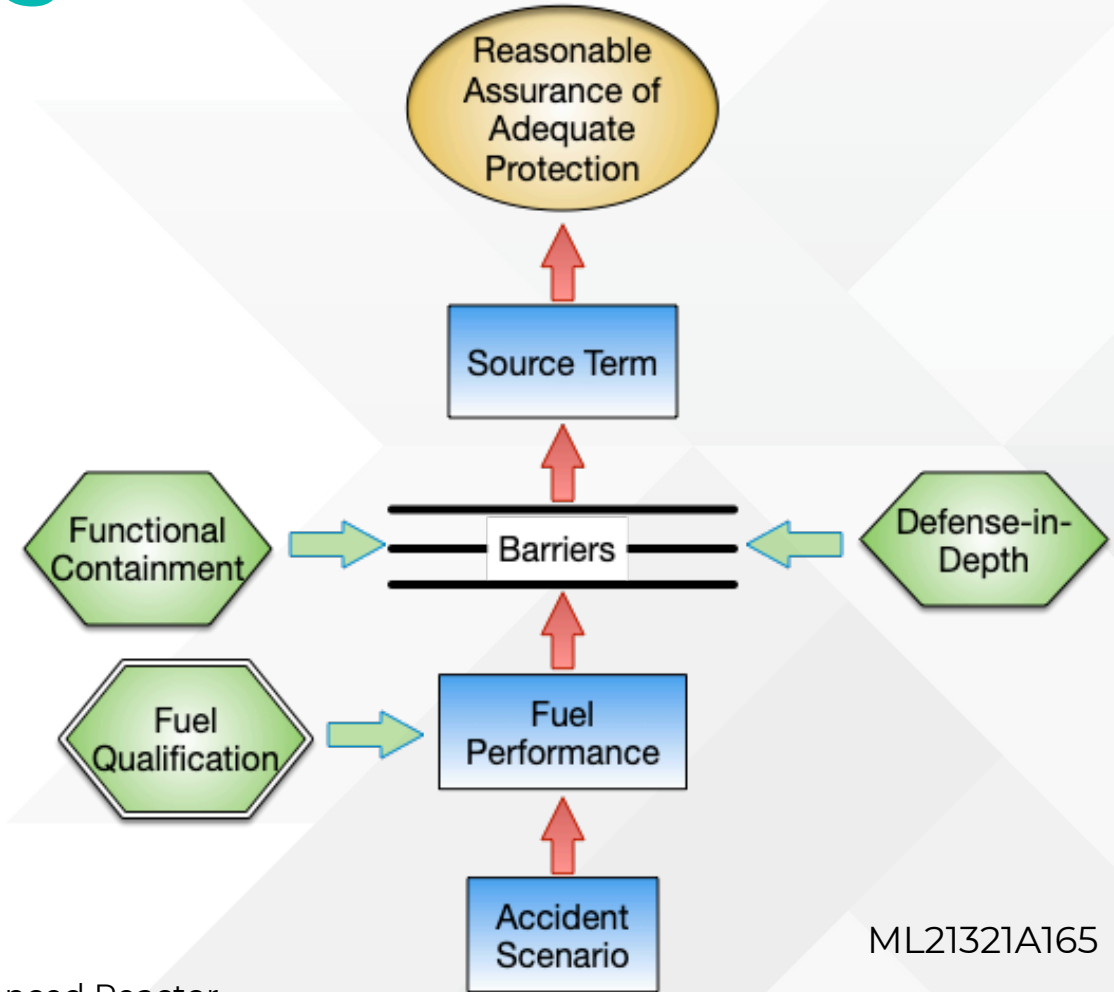 Reasonable
Assurance of
Adequate
Protection
Source Term
Functional
Containment
Barriers
Defense-in-
Depth
Fuel
Qualification
Fuel
Performance
Accident
Scenario
ML21321A165
Reactor